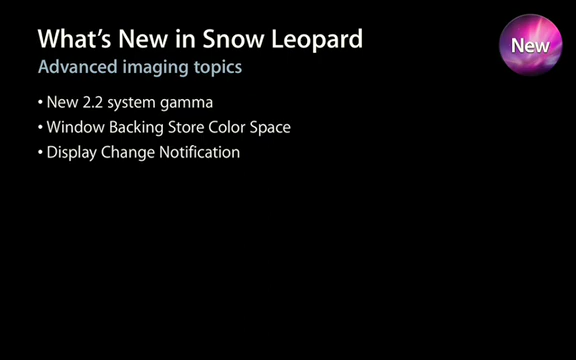 What's New in Snow Leopard
New
Advanced imaging topics
• New 2.2 system gamma
• Window Backing Store Color Space
• Display Change Notification